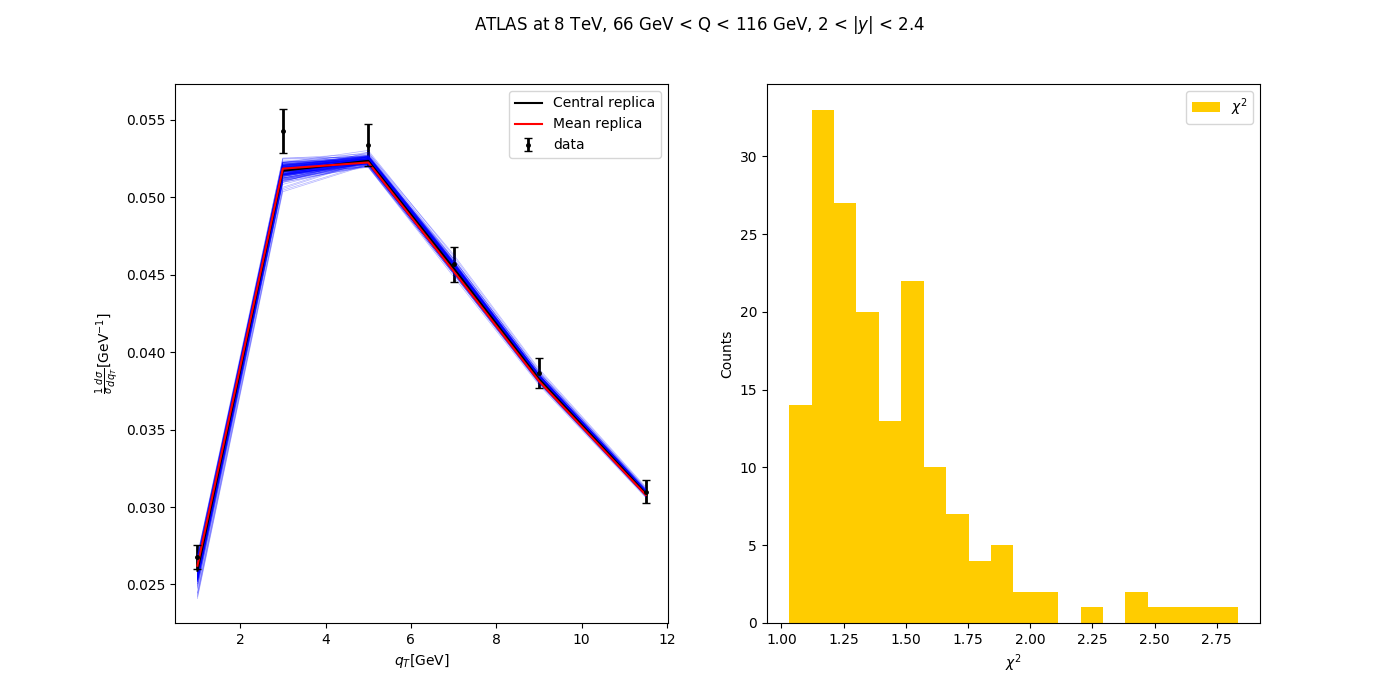 ATLAS at 8 TeV, 66 GeV < Q < 116 GeV, 2 < |y| < 2.4
Central replica
Mean replica
data
0.055
0.050
0.045
0.040
0.035
0.030
0.025
1/σ dσ/dq_T [GeV⁻¹]
2 4 6 8 10 12
q_T [GeV]
χ²
30
25
20
15
10
5
0
Counts
1.00 1.25 1.50 1.75 2.00 2.25 2.50 2.75
χ²